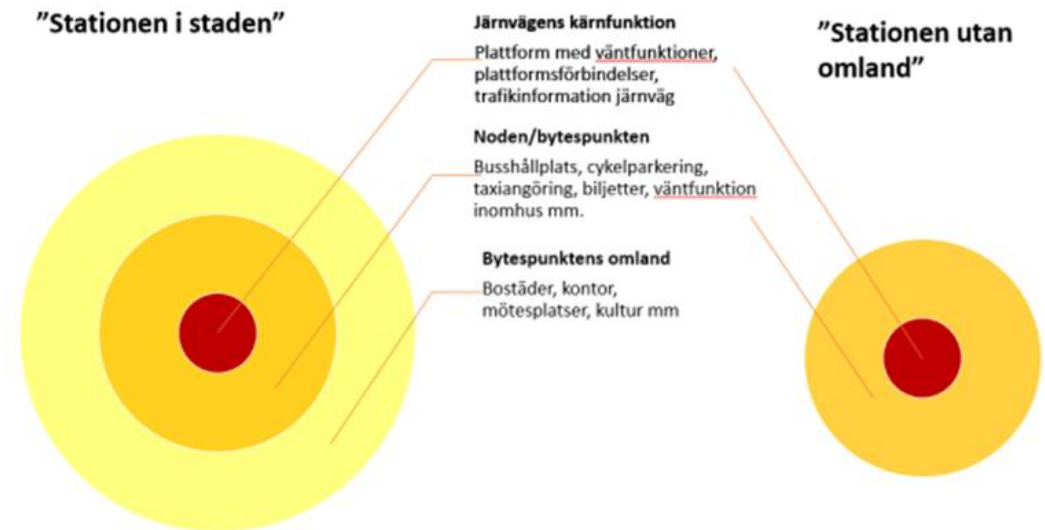 ”Stationen i staden”
Järnvägens kärnfunktion
Plattform med väntfunktioner,
plattformsförbindelser,
trafikinformation järnväg
Noden/bytespunkten
Busshållplats, cykelparkering,
taxiangöring, biljetter, väntfunktion
inomhus mm.
Bytespunktens omland
Bostäder, kontor,
mötesplatser, kultur mm
”Stationen utan
omland”